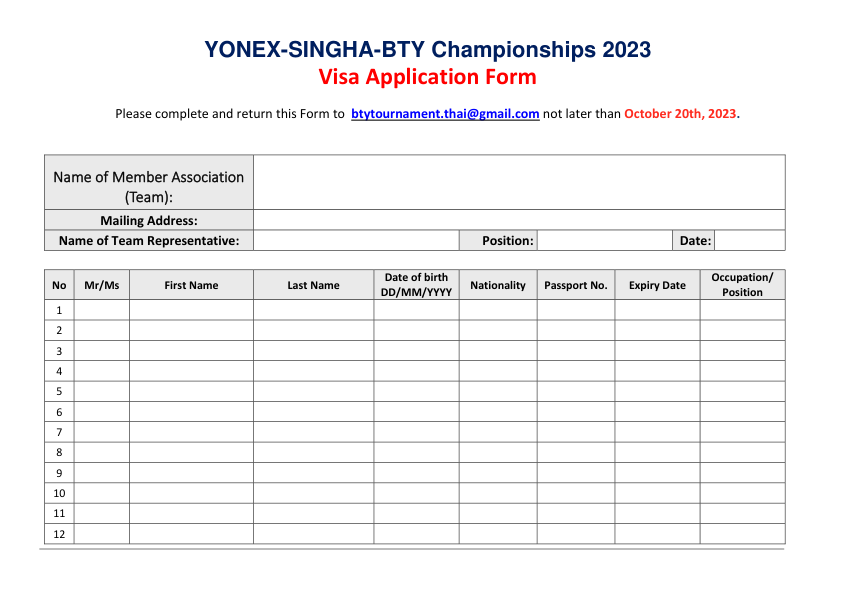 YONEX-SINGHA-BTY Championships 2023
Visa Application Form
Please complete and return this Form to btytournament.thai@gmail.com not later than October 20th, 2023.
Name of Member Association
(Team):
Mailing Address:
Name of Team Representative: Position: Date:
No Mr/Ms First Name Last Name Date of birth DD/MM/YYYY Nationality Passport No. Expiry Date Occupation/ Position
1
2
3
4
5
6
7
8
9
10
11
12